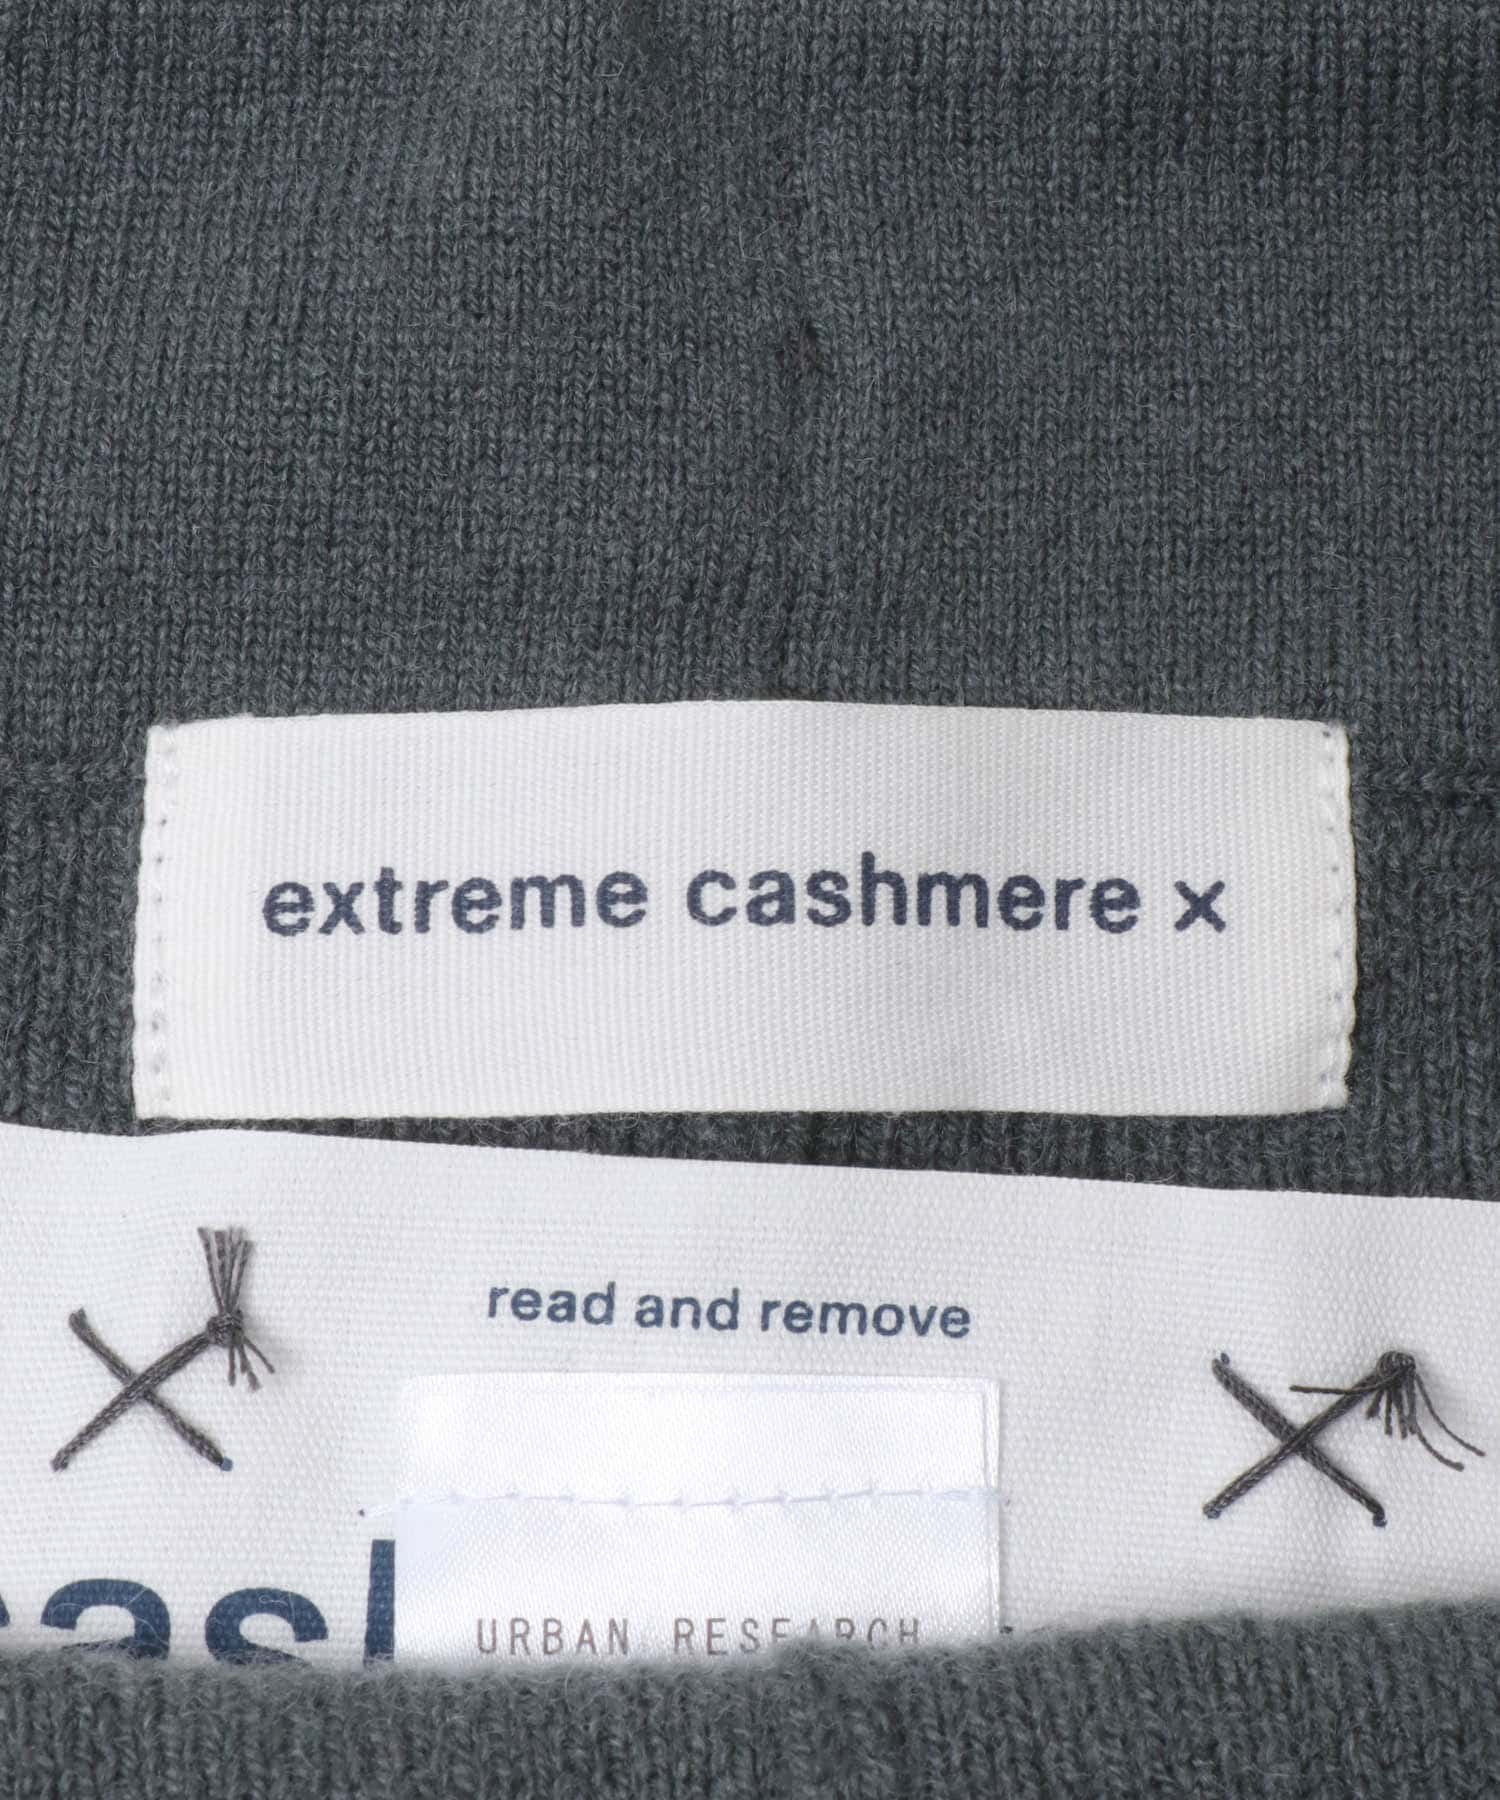 extreme cashmere x
read and remove
URBAN RESEARCH